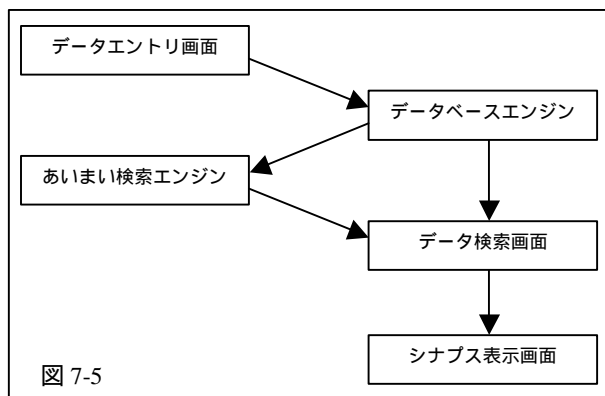 データエントリ画面
データベースエンジン
あいまい検索エンジン
データ検索画面
シナプス表示画面
図 7-5